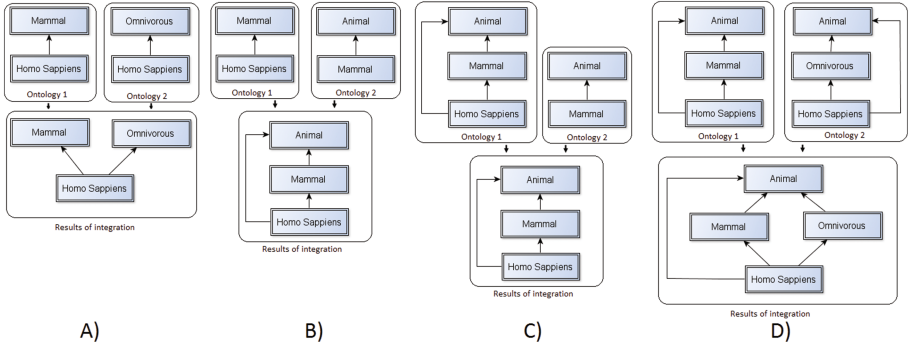 Mammal
Homo Sappiens
Ontology 1
Omnivorous
Homo Sappiens
Ontology 2
Mammal
Omnivorous
Homo Sappiens
Results of integration
A)
Mammal
Homo Sappiens
Ontology 1
Animal
Mammal
Ontology 2
Animal
Mammal
Homo Sappiens
Results of integration
B)
Animal
Mammal
Homo Sappiens
Ontology 1
Animal
Mammal
Ontology 2
Animal
Mammal
Homo Sappiens
Results of integration
C)
Animal
Mammal
Homo Sappiens
Ontology 1
Animal
Omnivorous
Homo Sappiens
Ontology 2
Animal
Mammal
Omnivorous
Homo Sappiens
Results of integration
D)